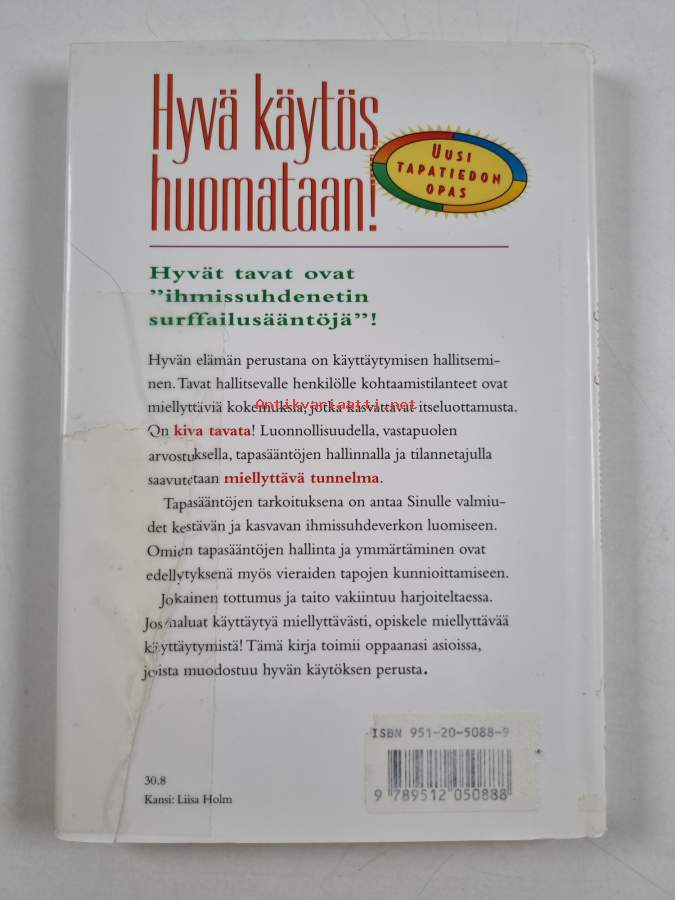 Hyvä käytös
huomataan!
UUSI
TAPATIEDON
OPAS
Hyvät tavat ovat
”ihmissuhdenetin
surffailusääntöjä”!
Hyvän elämän perustana on käyttäytymisen hallitsemi-
nen. Tavat hallitsevalle henkilölle kohtaamistilanteet ovat
miellyttäviä kokemuksia, jotka kasvattavat itseluottamusta.
Antikvariaatti.net
On kiva tavata! Luonnollisuudella, vastapuolen
arvostuksella, tapasääntöjen hallinnalla ja tilannetajulla
saavutetaan miellyttävä tunnelma.
Tapasääntöjen tarkoituksena on antaa Sinulle valmiu-
det kestävän ja kasvavan ihmissuhdeverkon luomiseen.
Omien tapasääntöjen hallinta ja ymmärtäminen ovat
edellytyksenä myös vieraiden tapojen kunnioittamiseen.
Jokainen tottumus ja taito vakiintuu harjoiteltaessa.
Jos haluat käyttäytyä miellyttävästi, opiskele miellyttävää
käyttäytymistä! Tämä kirja toimii oppaanasi asioissa,
joista muodostuu hyvän käytöksen perusta.
ISBN 951-20-5088-9
9 789512 050888
30.8
Kansi: Liisa Holm